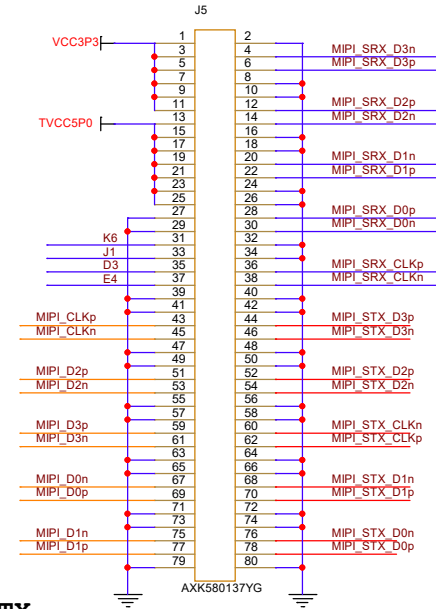 J5
VCC3P3 1 2
3 4 MIPI_SRX_D3n
5 6 MIPI_SRX_D3p
7 8
9 10
11 12 MIPI_SRX_D2p
TVCC5P0 13 14 MIPI_SRX_D2n
15 16
17 18
19 20 MIPI_SRX_D1n
21 22 MIPI_SRX_D1p
23 24
25 26
27 28 MIPI_SRX_D0p
29 30 MIPI_SRX_D0n
K6 31 32
J1 33 34
D3 35 36 MIPI_SRX_CLKp
E4 37 38 MIPI_SRX_CLKn
39 40
41 42
MIPI_CLKp 43 44 MIPI_STX_D3p
MIPI_CLKn 45 46 MIPI_STX_D3n
47 48
49 50
MIPI_D2p 51 52 MIPI_STX_D2p
MIPI_D2n 53 54 MIPI_STX_D2n
55 56
57 58
MIPI_D3p 59 60 MIPI_STX_CLKn
MIPI_D3n 61 62 MIPI_STX_CLKp
63 64
65 66
MIPI_D0n 67 68 MIPI_STX_D1n
MIPI_D0p 69 70 MIPI_STX_D1p
71 72
73 74
MIPI_D1n 75 76 MIPI_STX_D0n
MIPI_D1p 77 78 MIPI_STX_D0p
79 80
AXK580137YG